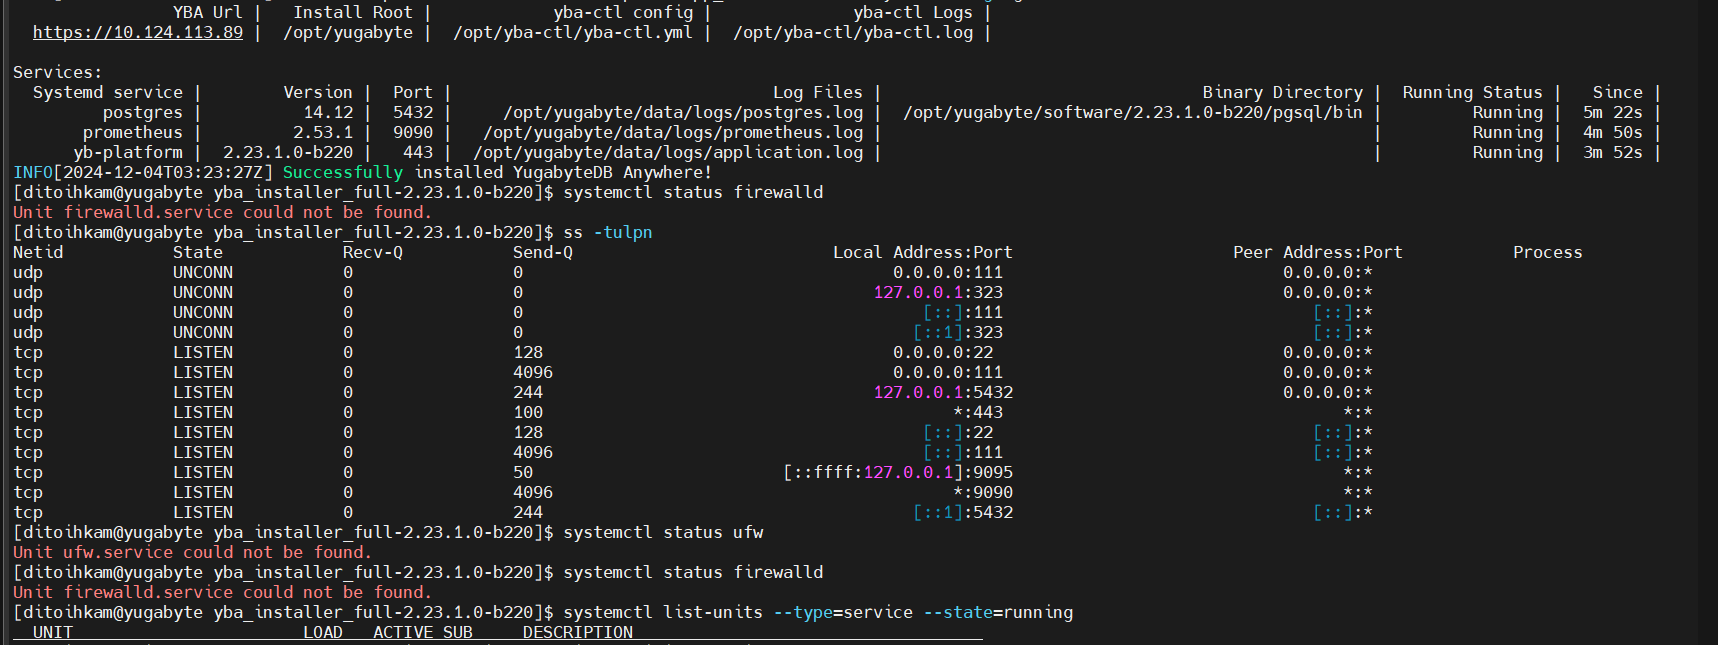 YBA Url | Install Root | yba-ctl config | yba-ctl Logs |
https://10.124.113.89 | /opt/yugabyte | /opt/yba-ctl/yba-ctl.yml | /opt/yba-ctl/yba-ctl.log |
Services:
Systemd service | Version | Port | Log Files | Binary Directory | Running Status | Since |
postgres | 14.12 | 5432 | /opt/yugabyte/data/logs/postgres.log | /opt/yugabyte/software/2.23.1.0-b220/pgsql/bin | Running | 5m 22s |
prometheus | 2.53.1 | 9090 | /opt/yugabyte/data/logs/prometheus.log | | Running | 4m 50s |
yb-platform | 2.23.1.0-b220 | 443 | /opt/yugabyte/data/logs/application.log | | Running | 3m 52s |
INFO[2024-12-04T03:23:27Z] Successfully installed YugabyteDB Anywhere!
[ditoihkam@yugabyte yba_installer_full-2.23.1.0-b220]$ systemctl status firewalld
Unit firewalld.service could not be found.
[ditoihkam@yugabyte yba_installer_full-2.23.1.0-b220]$ ss -tulpn
Netid State Recv-Q Send-Q Local Address:Port Peer Address:Port Process
udp UNCONN 0 0 0.0.0.0:111 0.0.0.0:*
udp UNCONN 0 0 127.0.0.1:323 0.0.0.0:*
udp UNCONN 0 0 [::]:111 [::]:*
udp UNCONN 0 0 [::1]:323 [::]:*
tcp LISTEN 0 128 0.0.0.0:22 0.0.0.0:*
tcp LISTEN 0 4096 0.0.0.0:111 0.0.0.0:*
tcp LISTEN 0 244 127.0.0.1:5432 0.0.0.0:*
tcp LISTEN 0 100 *:443 *:*
tcp LISTEN 0 128 [::]:22 [::]:*
tcp LISTEN 0 4096 [::]:111 [::]:*
tcp LISTEN 0 50 [::ffff:127.0.0.1]:9095 *:*
tcp LISTEN 0 4096 *:9090 *:*
tcp LISTEN 0 244 [::1]:5432 [::]:*
[ditoihkam@yugabyte yba_installer_full-2.23.1.0-b220]$ systemctl status ufw
Unit ufw.service could not be found.
[ditoihkam@yugabyte yba_installer_full-2.23.1.0-b220]$ systemctl status firewalld
Unit firewalld.service could not be found.
[ditoihkam@yugabyte yba_installer_full-2.23.1.0-b220]$ systemctl list-units --type=service --state=running
UNIT LOAD ACTIVE SUB DESCRIPTION